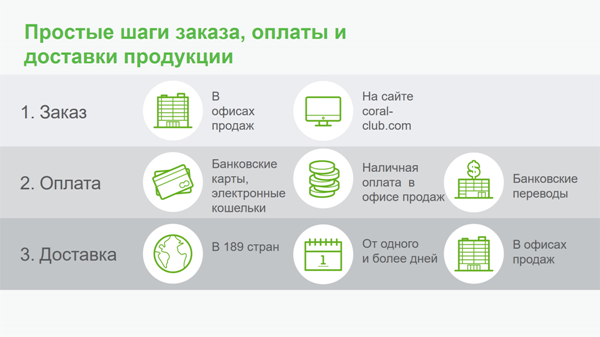 Простые шаги заказа, оплаты и
доставки продукции
1. Заказ
В
офисах
продаж
На сайте
coral-
club.com
2. Оплата
Банковские
карты,
электронные
кошельки
Наличная
оплата в
офисе продаж
Банковские
переводы
3. Доставка
В 189 стран
1
От одного
и более дней
В офисах
продаж